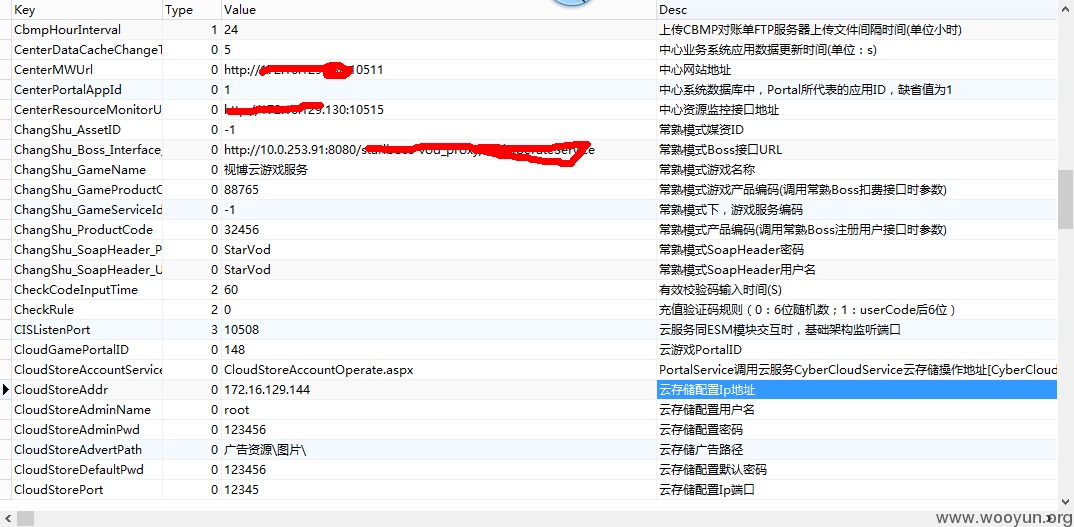 Key Type Value Desc
CbmpHourInterval 1 24 上传CBMP对账单FTP服务器上传文件间隔时间(单位小时)
CenterDataCacheChangeT 0 5 中心业务系统应用数据更新时间(单位：s)
CenterMWUrl 0 http:// :10511 中心网站地址
CenterPortalAppId 0 1 中心系统数据库中，Portal所代表的应用ID，缺省值为1
CenterResourceMonitorU 0 .130:10515 中心资源监控接口地址
ChangShu_AssetID 0 -1 常熟模式媒资ID
ChangShu_Boss_Interface_ 0 http://10.0.253.91:8080/ 常熟模式Boss接口URL
ChangShu_GameName 0 视博云游戏服务 常熟模式游戏名称
ChangShu_GameProductC 0 88765 常熟模式游戏产品编码(调用常熟Boss扣费接口时参数)
ChangShu_GameServiceId 0 -1 常熟模式下，游戏服务编码
ChangShu_ProductCode 0 32456 常熟模式产品编码(调用常熟Boss注册用户接口时参数)
ChangShu_SoapHeader_P 0 StarVod 常熟模式SoapHeader密码
ChangShu_SoapHeader_U 0 StarVod 常熟模式SoapHeader用户名
CheckCodeInputTime 2 60 有效校验码输入时间(S)
CheckRule 2 0 充值验证码规则（0：6位随机数；1：userCode后6位）
CISListenPort 3 10508 云服务同ESM模块交互时，基础架构监听端口
CloudGamePortalID 0 148 云游戏PortalID
CloudStoreAccountService 0 CloudStoreAccountOperate.aspx PortalService调用云服务CyberCloudService云存储操作地址[CyberCloud
CloudStoreAddr 0 172.16.129.144 云存储配置Ip地址
CloudStoreAdminName 0 root 云存储配置用户名
CloudStoreAdminPwd 0 123456 云存储配置密码
CloudStoreAdvertPath 0 广告资源\图片\ 云存储广告路径
CloudStoreDefaultPwd 0 123456 云存储配置默认密码
CloudStorePort 0 12345 云存储配置Ip端口
www.wooyun.org